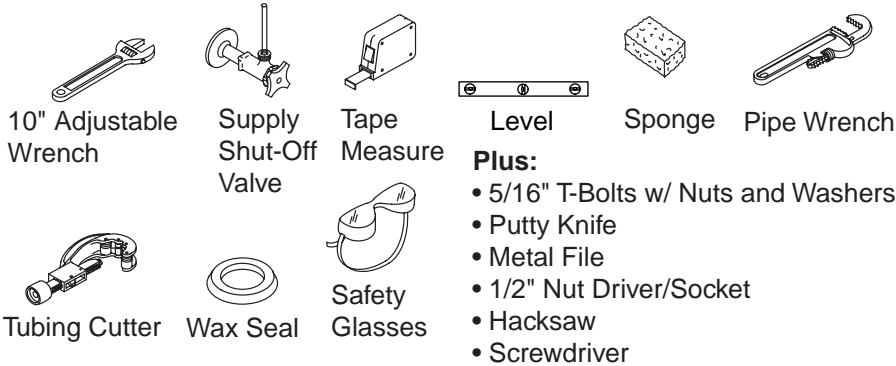 10" Adjustable
Wrench
Supply
Shut-Off
Valve
Tape
Measure
Level
Sponge
Pipe Wrench
Plus:
• 5/16" T-Bolts w/ Nuts and Washers
• Putty Knife
• Metal File
• 1/2" Nut Driver/Socket
• Hacksaw
• Screwdriver
Tubing Cutter
Wax Seal
Safety
Glasses